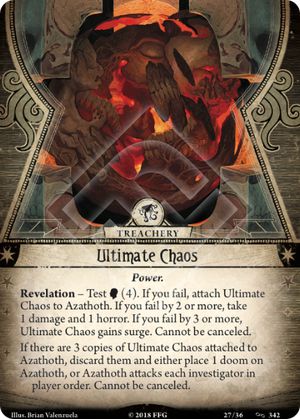 TREACHERY
Ultimate Chaos
Power.
Revelation – Test (4). If you fail, attach Ultimate
Chaos to Azathoth. If you fail by 2 or more, take
1 damage and 1 horror. If you fail by 3 or more,
Ultimate Chaos gains surge. Cannot be canceled.
If there are 3 copies of Ultimate Chaos attached to
Azathoth, discard them and either place 1 doom on
Azathoth, or Azathoth attacks each investigator in
player order. Cannot be canceled.
Illus. Brian Valenzuela © 2018 FFG 27/36 342